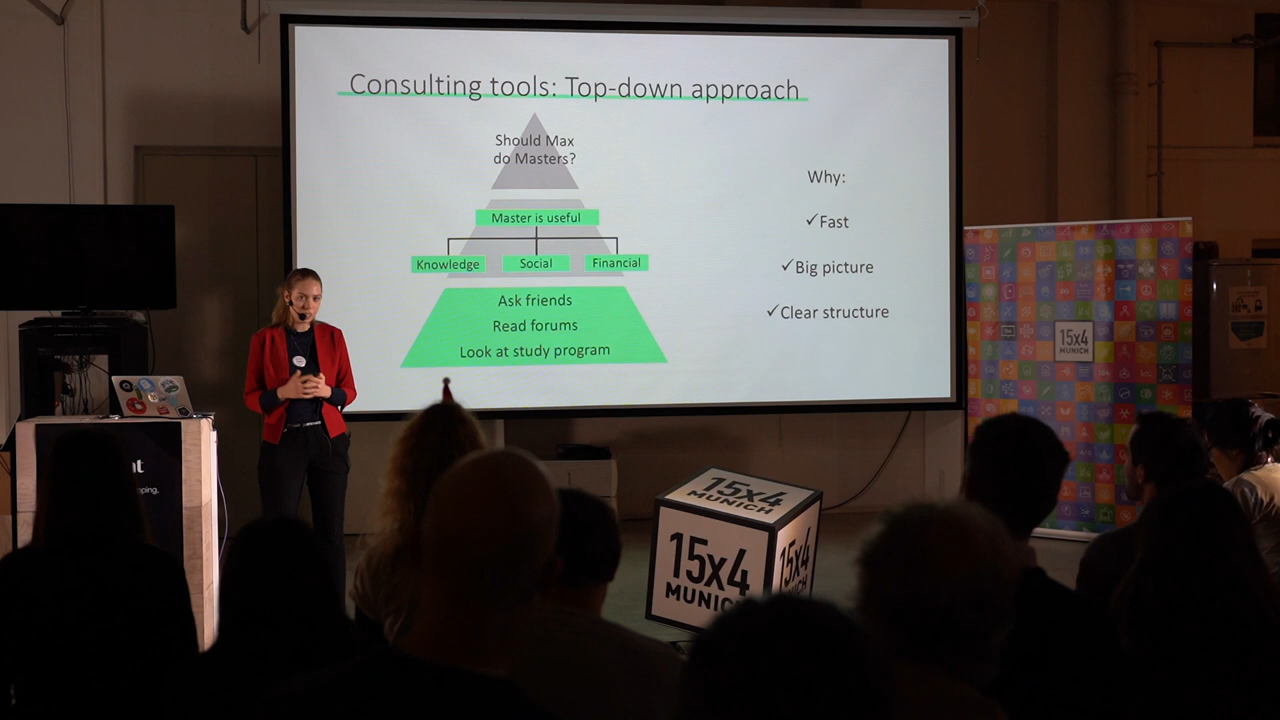 Consulting tools: Top-down approach
Should Max
do Masters?
Master is useful
Knowledge
Social
Financial
Ask friends
Read forums
Look at study program
Why:
✓Fast
✓Big picture
✓Clear structure
15x4
MUNICH
15x4
MUNICH
15x4
15x4
MUNICH